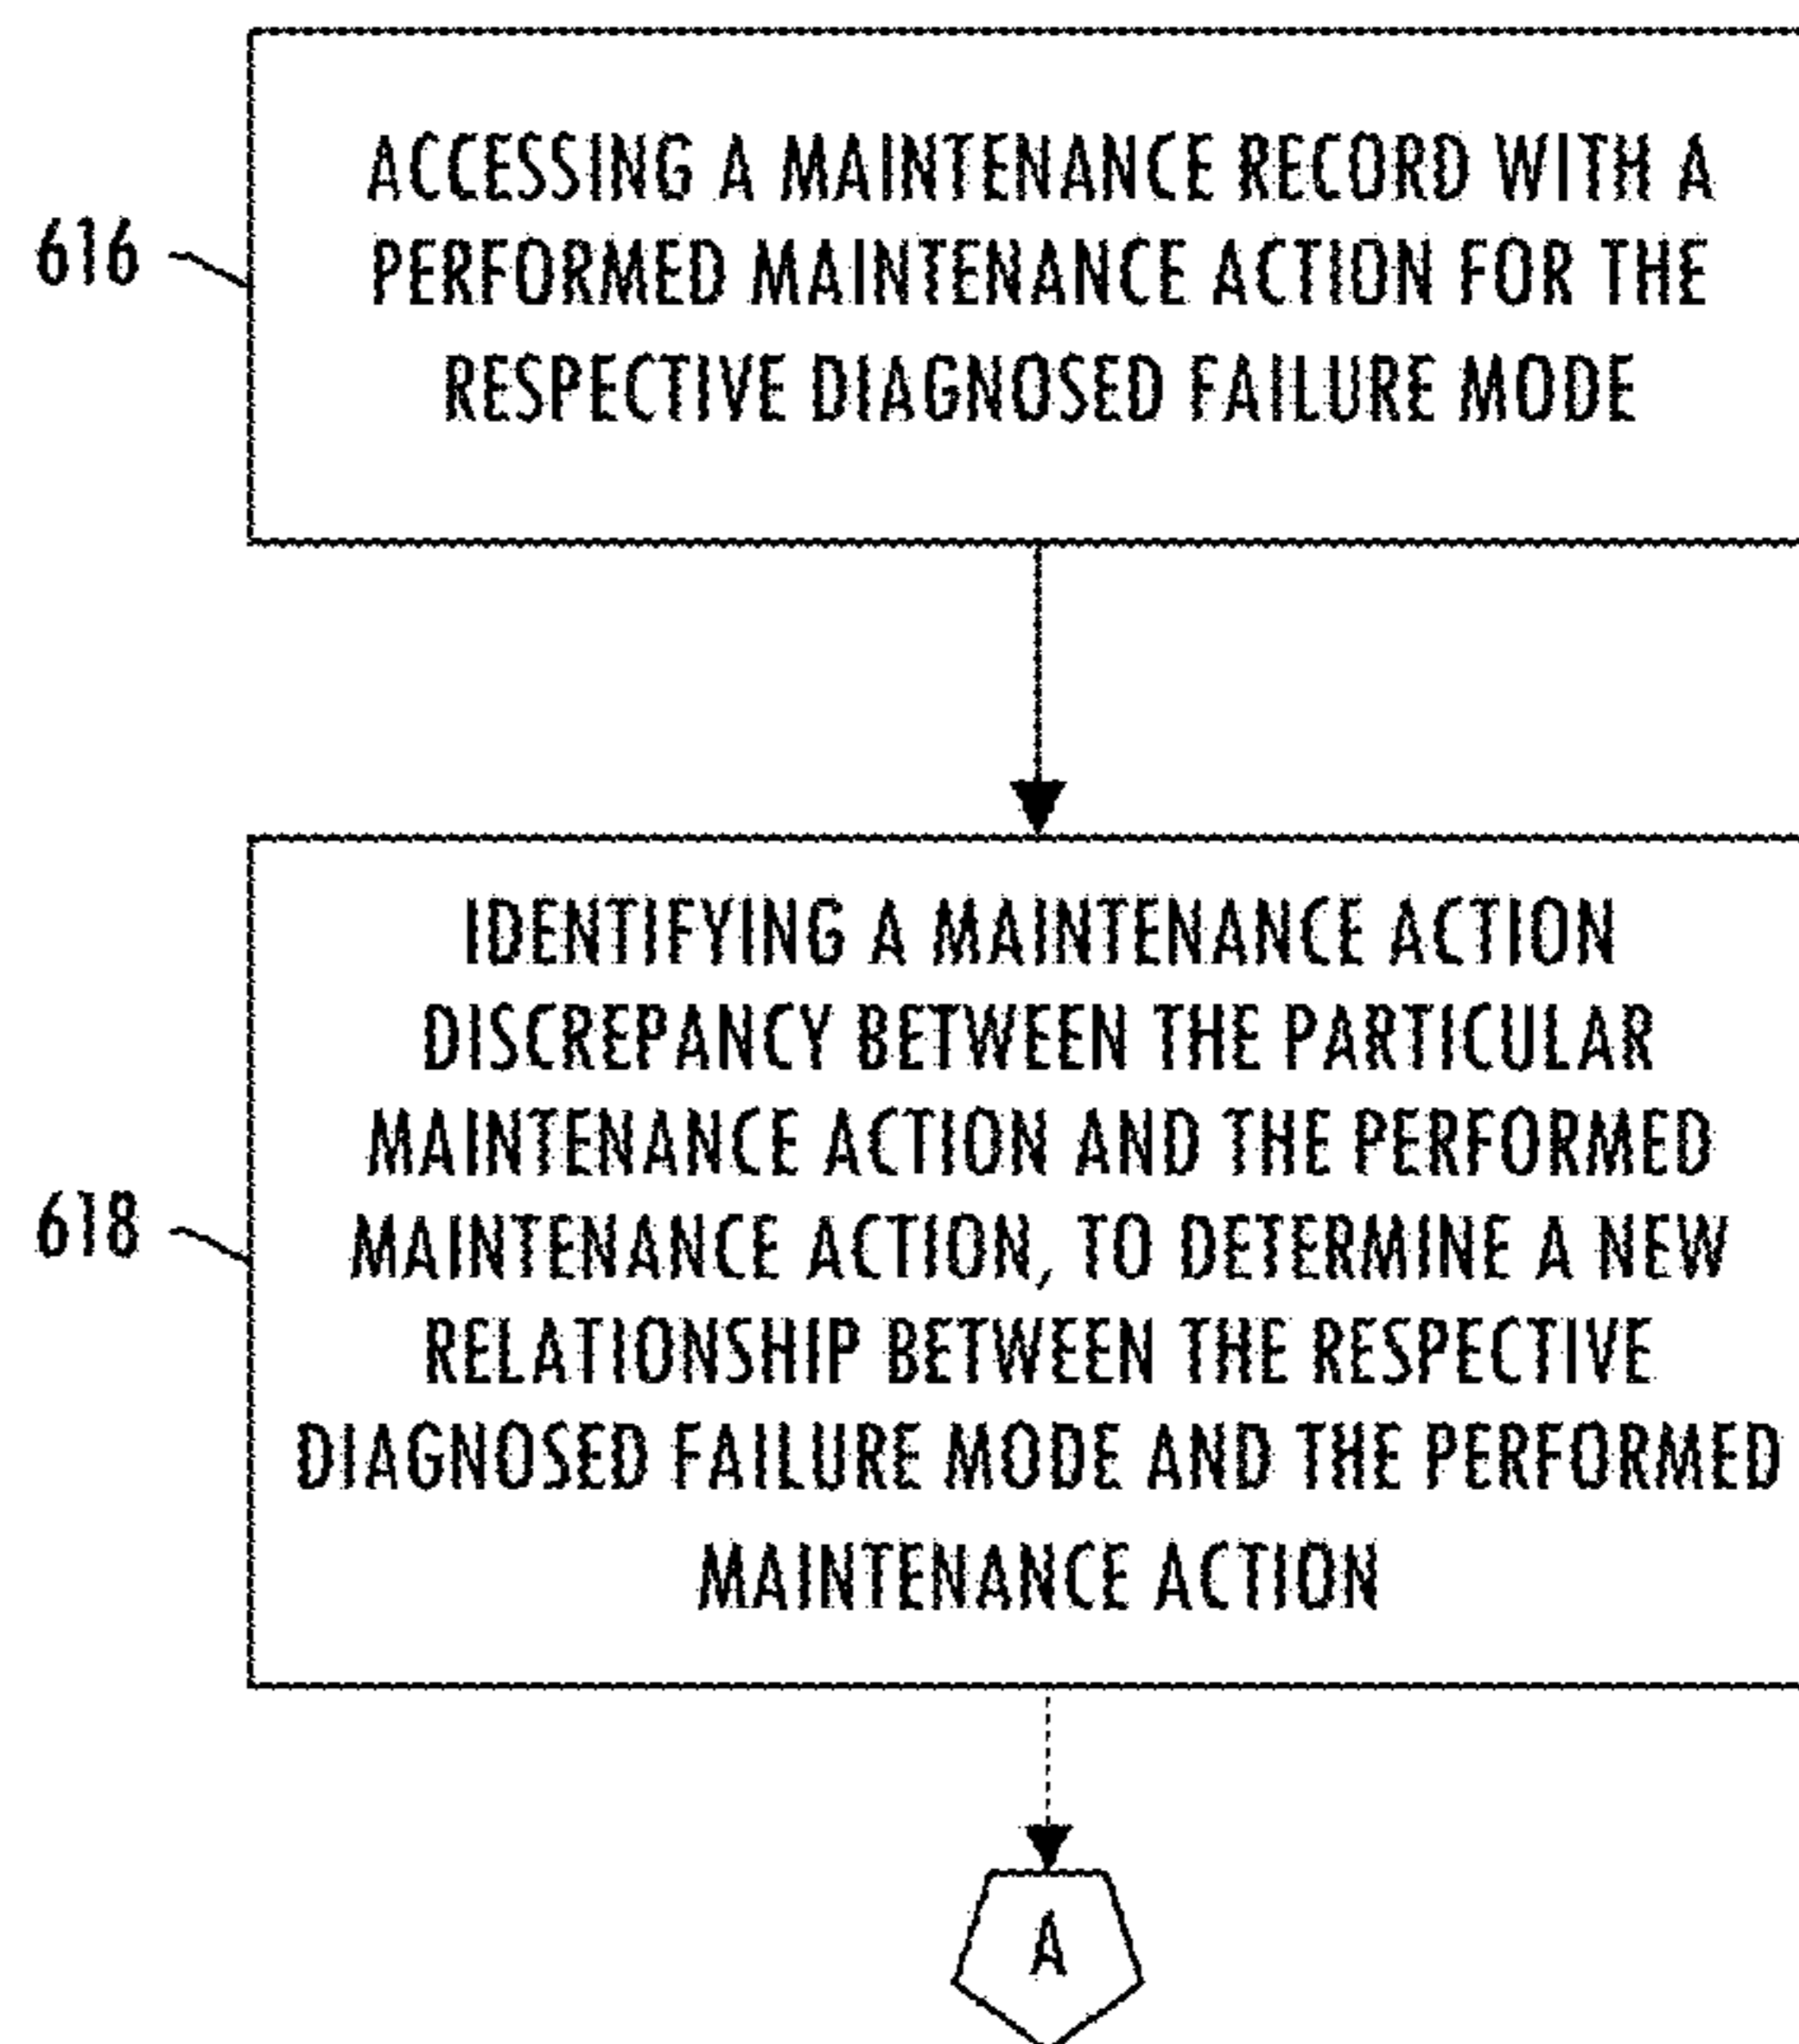 616
ACCESSING A MAINTENANCE RECORD WITH A
PERFORMED MAINTENANCE ACTION FOR THE
RESPECTIVE DIAGNOSED FAILURE MODE
618
IDENTIFYING A MAINTENANCE ACTION
DISCREPANCY BETWEEN THE PARTICULAR
MAINTENANCE ACTION AND THE PERFORMED
MAINTENANCE ACTION, TO DETERMINE A NEW
RELATIONSHIP BETWEEN THE RESPECTIVE
DIAGNOSED FAILURE MODE AND THE PERFORMED
MAINTENANCE ACTION
A